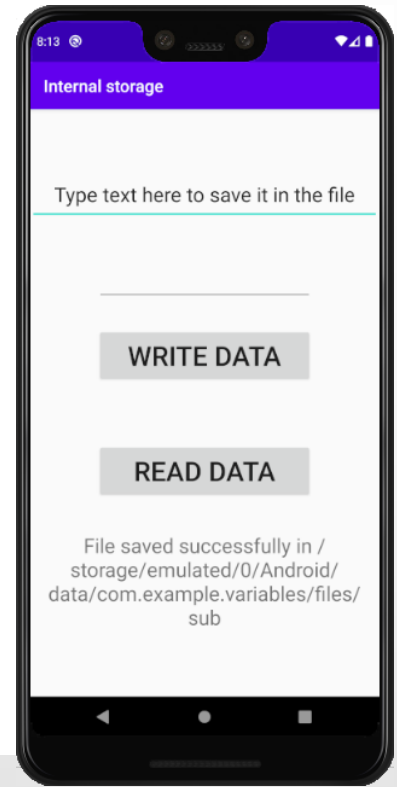 8:13
Internal storage
Type text here to save it in the file
WRITE DATA
READ DATA
File saved successfully in /
storage/emulated/0/Android/
data/com.example.variables/files/
sub